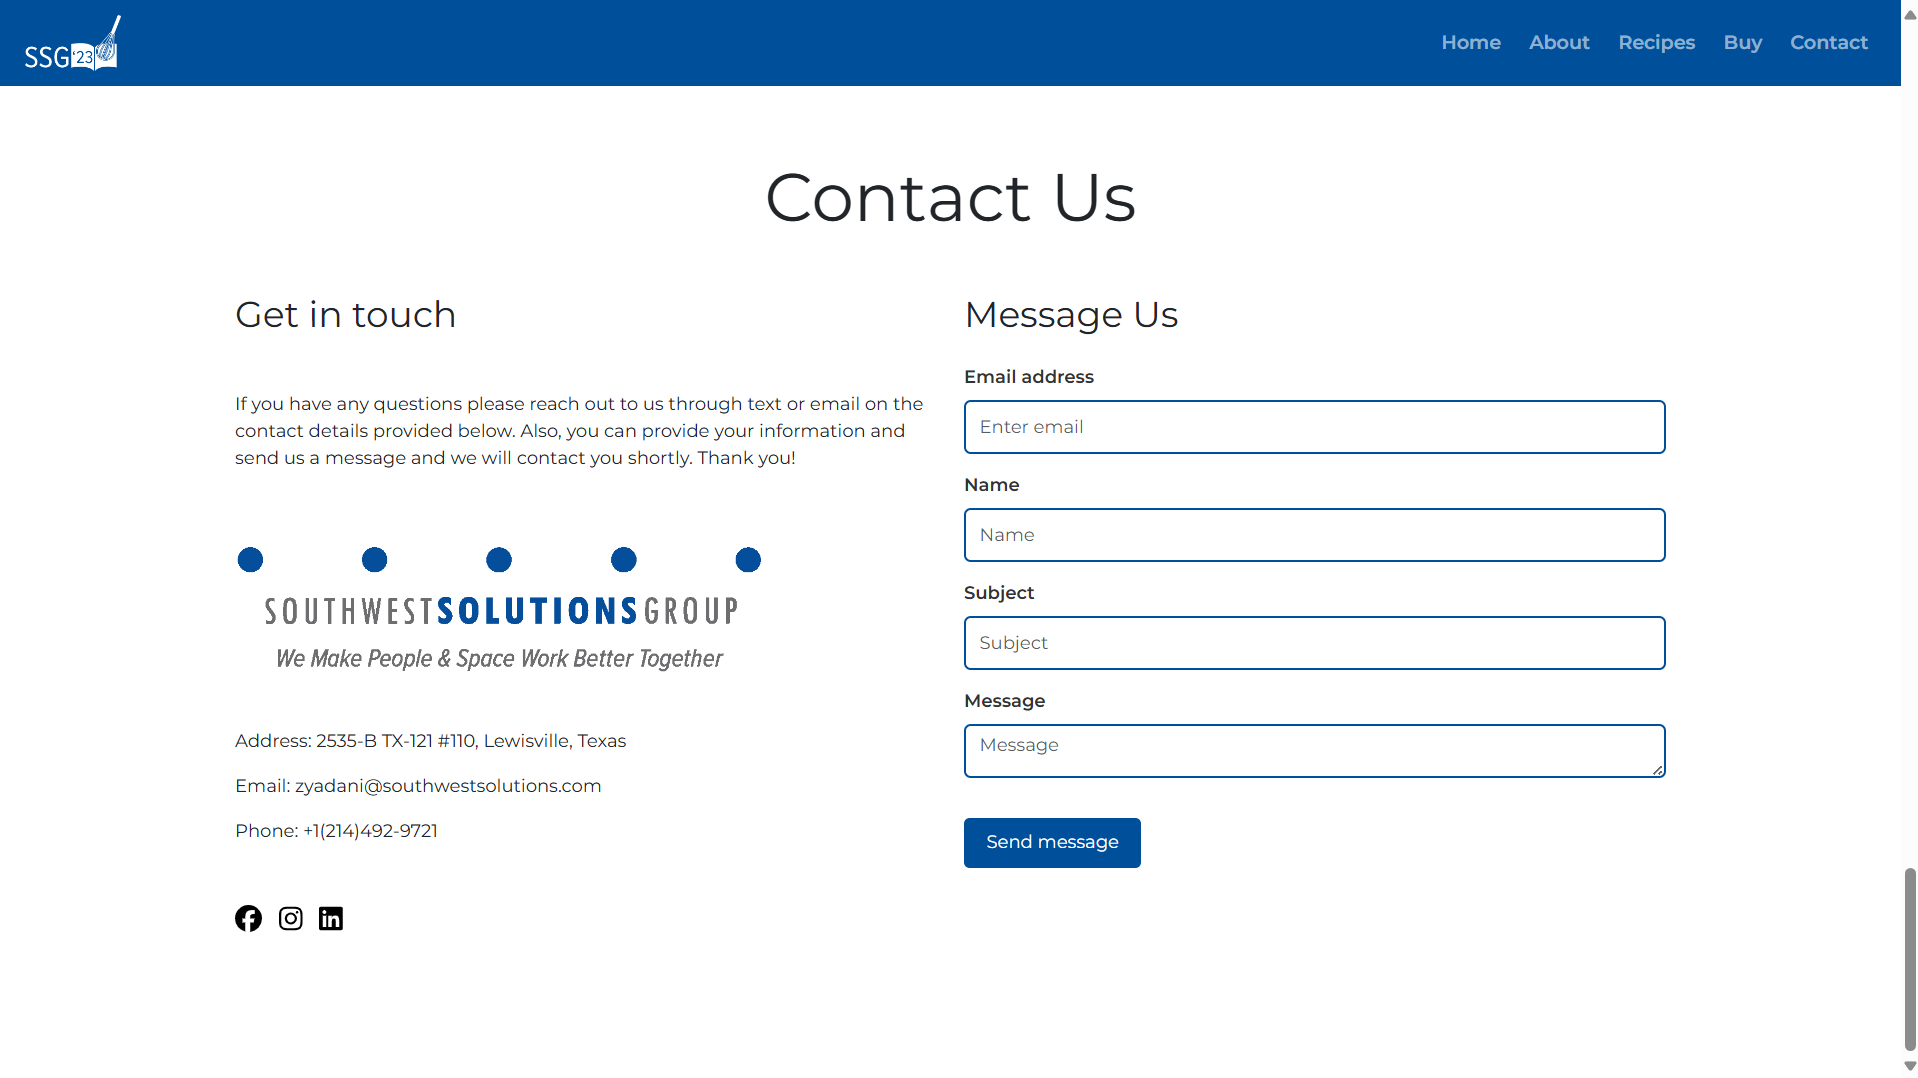 SSG '23
Home About Recipes Buy Contact
Contact Us
Get in touch
If you have any questions please reach out to us through text or email on the
contact details provided below. Also, you can provide your information and
send us a message and we will contact you shortly. Thank you!
SOUTHWESTSOLUTIONSGROUP
We Make People & Space Work Better Together
Address: 2535-B TX-121 #110, Lewisville, Texas
Email: zyadani@southwestsolutions.com
Phone: +1(214)492-9721
Message Us
Email address
Enter email
Name
Name
Subject
Subject
Message
Message
Send message